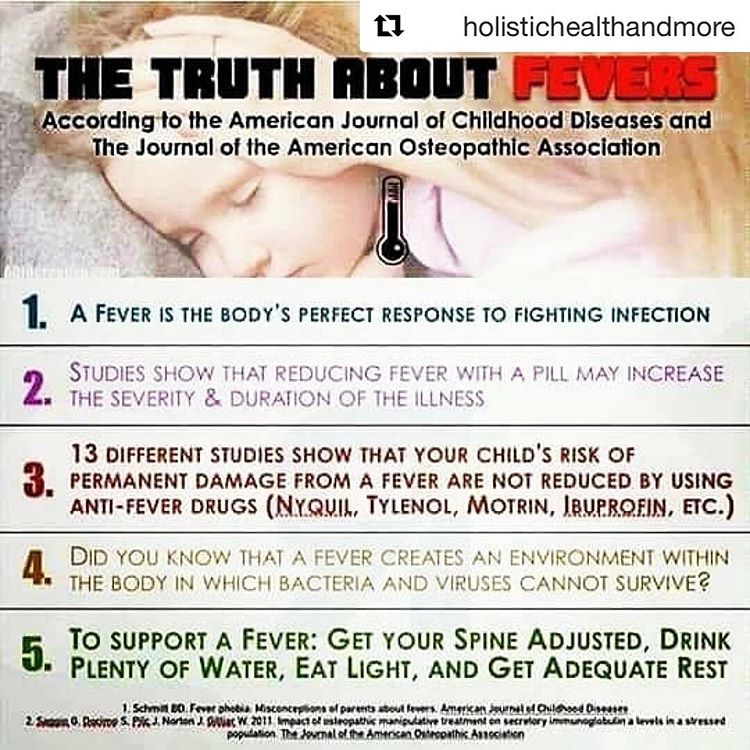 holistichealthandmore
THE TRUTH ABOUT FEVERS
According to the American Journal of Childhood Diseases and
The Journal of the American Osteopathic Association
1. A FEVER IS THE BODY'S PERFECT RESPONSE TO FIGHTING INFECTION
2. STUDIES SHOW THAT REDUCING FEVER WITH A PILL MAY INCREASE
THE SEVERITY & DURATION OF THE ILLNESS
3. 13 DIFFERENT STUDIES SHOW THAT YOUR CHILD'S RISK OF
PERMANENT DAMAGE FROM A FEVER ARE NOT REDUCED BY USING
ANTI-FEVER DRUGS (NYQUIL, TYLENOL, MOTRIN, IBUPROFIN, ETC.)
4. DID YOU KNOW THAT A FEVER CREATES AN ENVIRONMENT WITHIN
THE BODY IN WHICH BACTERIA AND VIRUSES CANNOT SURVIVE?
5. TO SUPPORT A FEVER: GET YOUR SPINE ADJUSTED, DRINK
PLENTY OF WATER, EAT LIGHT, AND GET ADEQUATE REST
1. Schmitt BD. Fever phobia: Misconceptions of parents about fevers. American Journal of Childhood Diseases
2. Saggio G, Docimo S, Pilc J, Norton J, Gilliar W. 2011. Impact of osteopathic manipulative treatment on secretory immunoglobulin a levels in a stressed
population. The Journal of the American Osteopathic Association